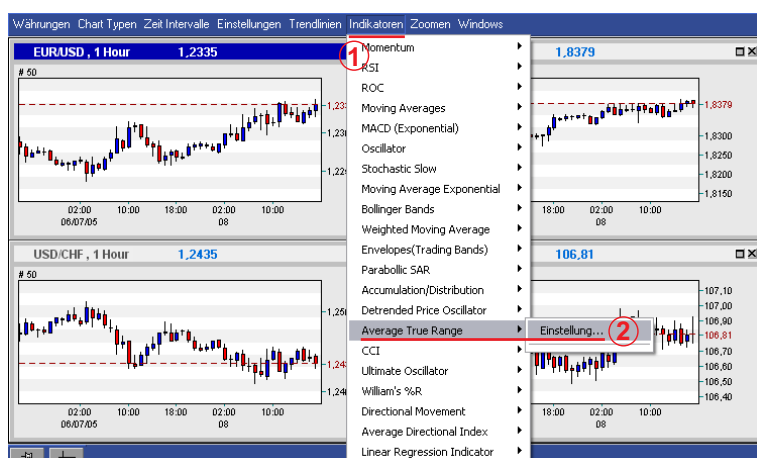 Währungen Chart Typen Zeit Intervalle Einstellungen Trendlinien Indikatoren Zoomen Windows
EUR/USD , 1 Hour 1,2335
# 50
02:00 10:00 18:00 02:00 10:00
06/07/05 08
USD/CHF , 1 Hour 1,2435
# 50
02:00 10:00 18:00 02:00 10:00
06/07/05 08
1
Momentum
RSI
ROC
Moving Averages
MACD (Exponential)
Oscillator
Stochastic Slow
Moving Average Exponential
Bollinger Bands
Weighted Moving Average
Envelopes(Trading Bands)
Parabollic SAR
Accumulation/Distribution
Detrended Price Oscillator
Average True Range
CCI
Ultimate Oscillator
William's %R
Directional Movement
Average Directional Index
Linear Regression Indicator
Einstellung... 2
1,8379
1,8379
1,8300
1,8250
1,8200
1,8150
18:00 02:00 10:00
08
106,81
107,10
107,00
106,90
106,81
106,70
106,60
106,50
106,40
18:00 02:00 10:00
08